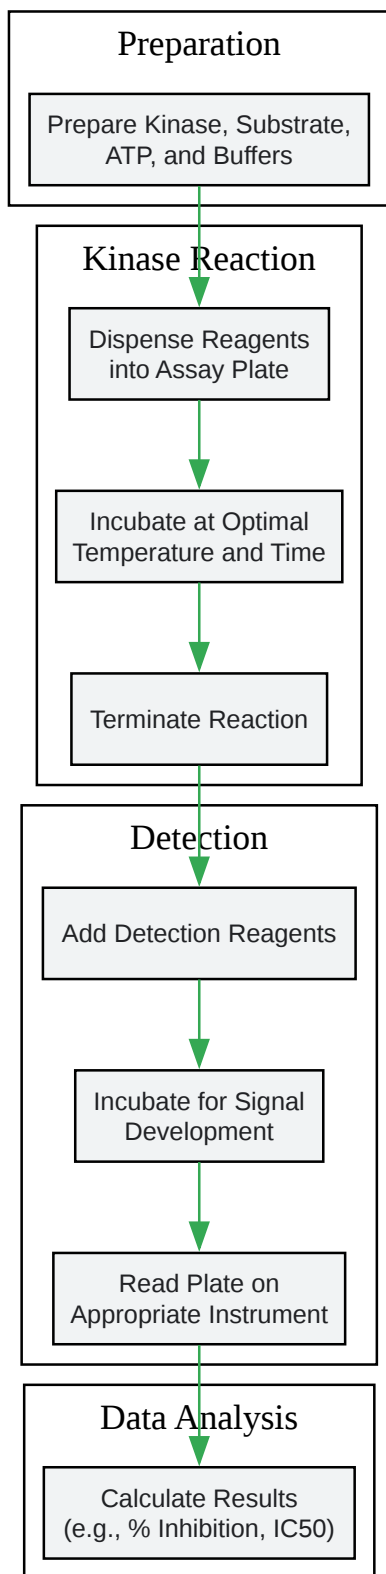 Preparation
Prepare Kinase, Substrate,
ATP, and Buffers
Kinase Reaction
Dispense Reagents
into Assay Plate
Incubate at Optimal
Temperature and Time
Terminate Reaction
Detection
Add Detection Reagents
Incubate for Signal
Development
Read Plate on
Appropriate Instrument
Data Analysis
Calculate Results
(e.g., % Inhibition, IC50)